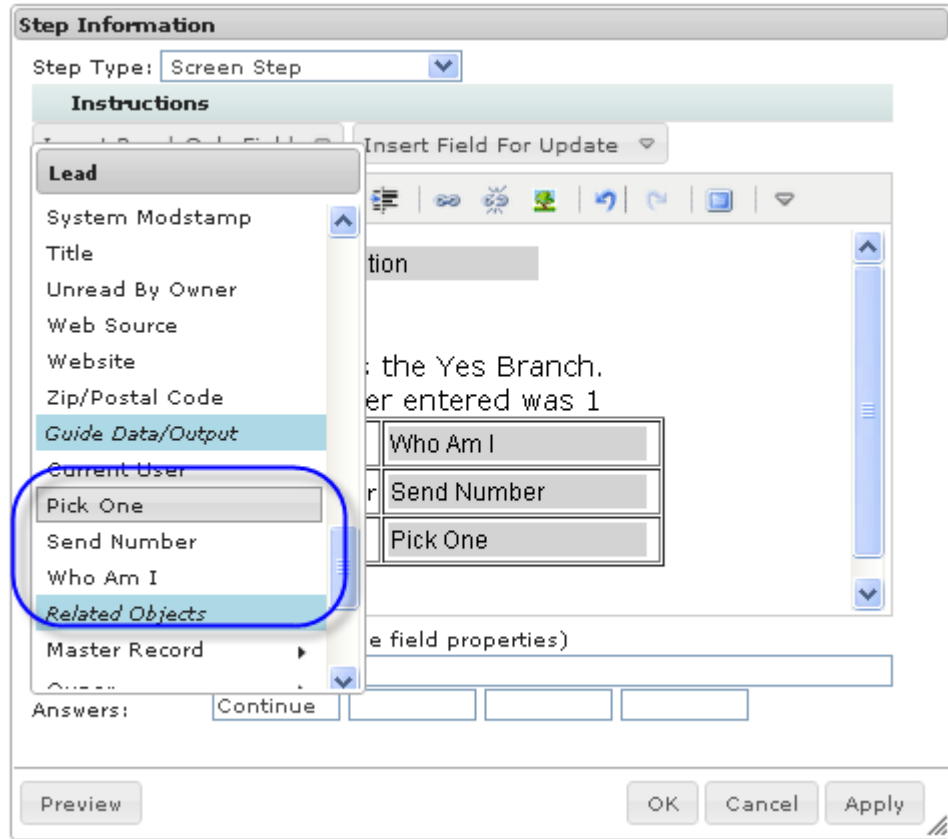 Step Information
Step Type: Screen Step
Instructions
Insert Field For Update
Lead
System Modstamp
Title
Unread By Owner
Web Source
Website
Zip/Postal Code
Guide Data/Output
Current User
Pick One
Send Number
Who Am I
Related Objects
Master Record
tion
the Yes Branch.
er entered was 1
Who Am I
r Send Number
Pick One
e field properties)
Answers: Continue
Preview OK Cancel Apply